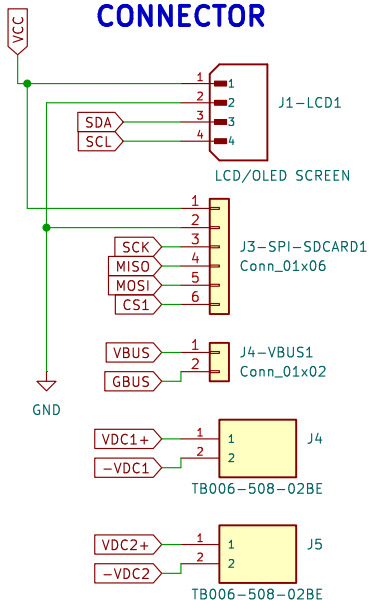 CONNECTOR
VCC
1 1
J1-LCD1
2 2
SDA 3 3
SCL 4 4
LCD/OLED SCREEN
1
2
SCK 3 J3-SPI-SDCARD1
MISO 4 Conn_01x06
MOSI 5
CS1 6
VBUS 1 J4-VBUS1
GBUS 2 Conn_01x02
GND
VDC1+ 1 1 J4
-VDC1 2 2
TB006-508-02BE
VDC2+ 1 1 J5
-VDC2 2 2
TB006-508-02BE